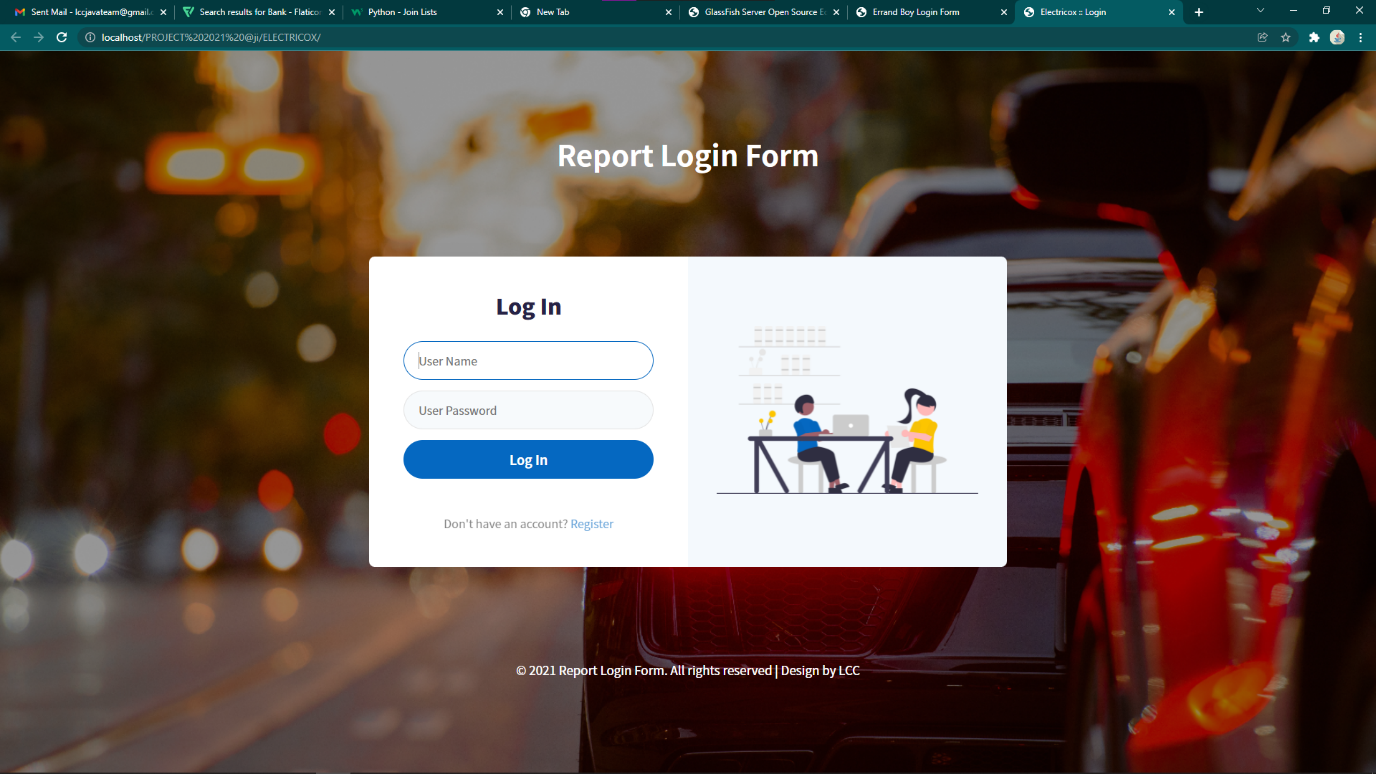 Sent Mail - lccjavateam@gmail.c
Search results for Bank - Flatico
Python - Join Lists
New Tab
GlassFish Server Open Source Ed
Errand Boy Login Form
Electricox :: Login
localhost/PROJECT%202021%20@ji/ELECTRICOX/
Report Login Form
Log In
User Name
User Password
Log In
Don't have an account? Register
© 2021 Report Login Form. All rights reserved | Design by LCC